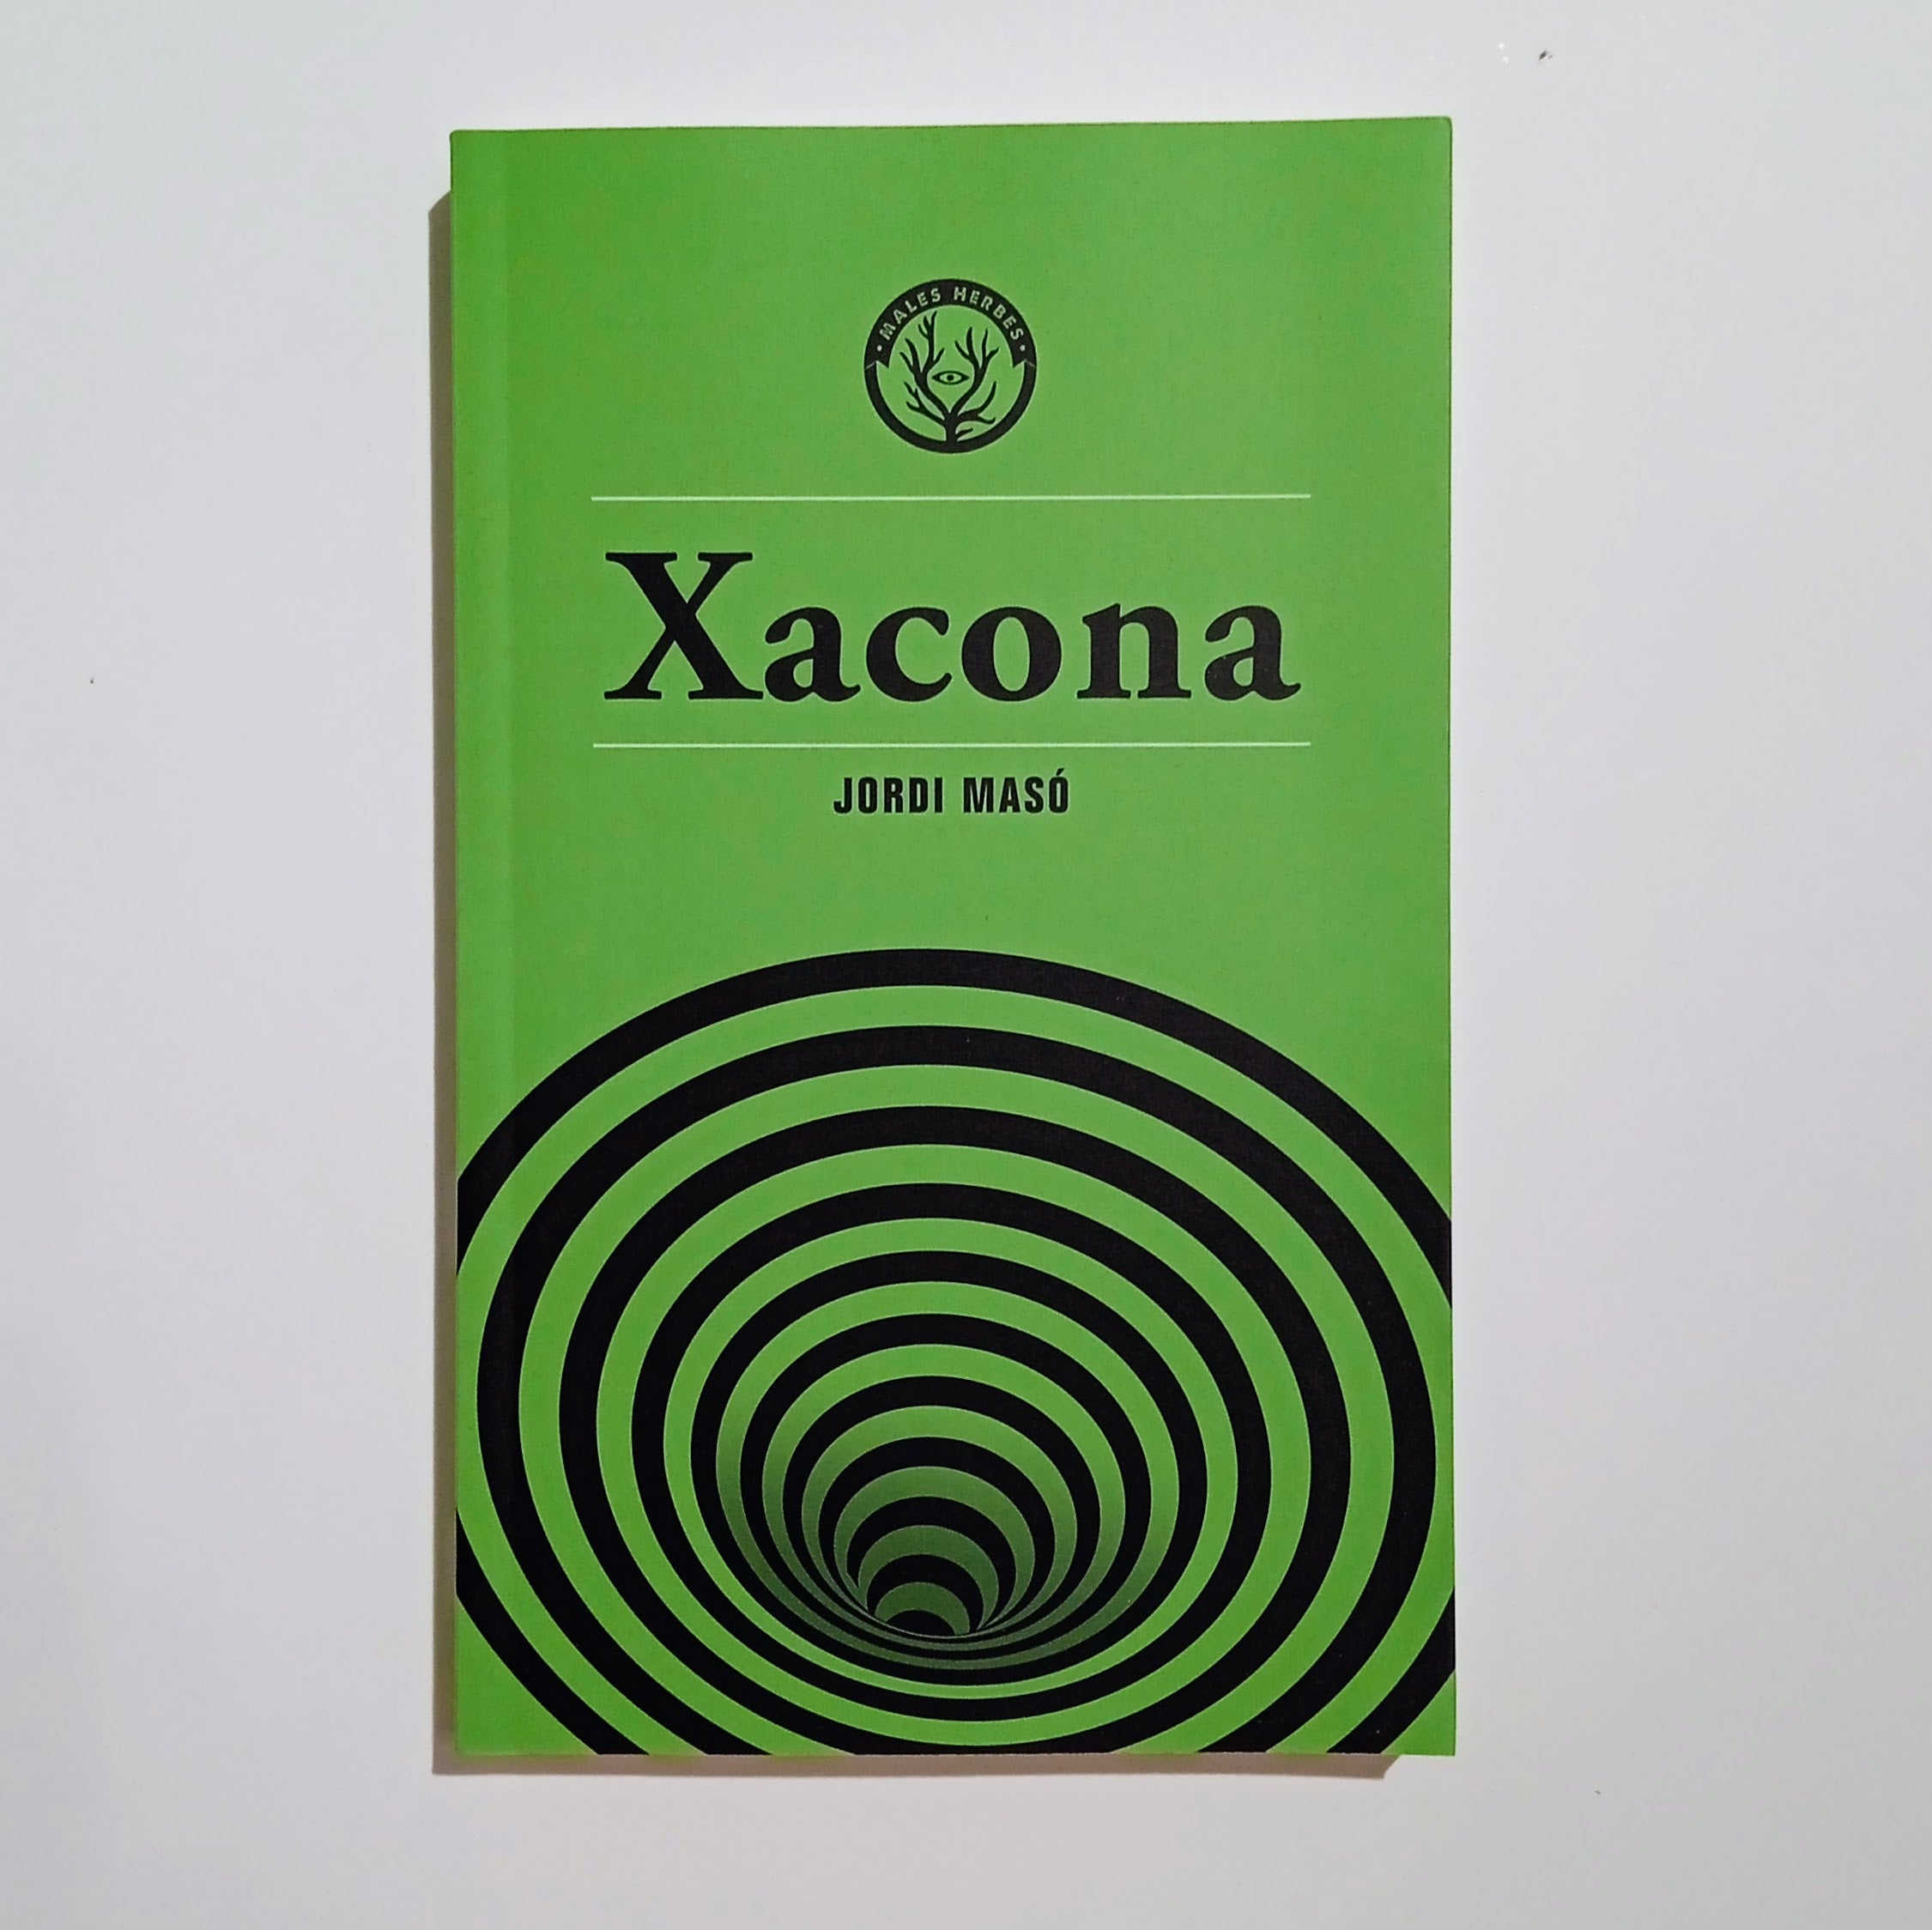 · MALES HERBES ·
Xacona
JORDI MASÓ